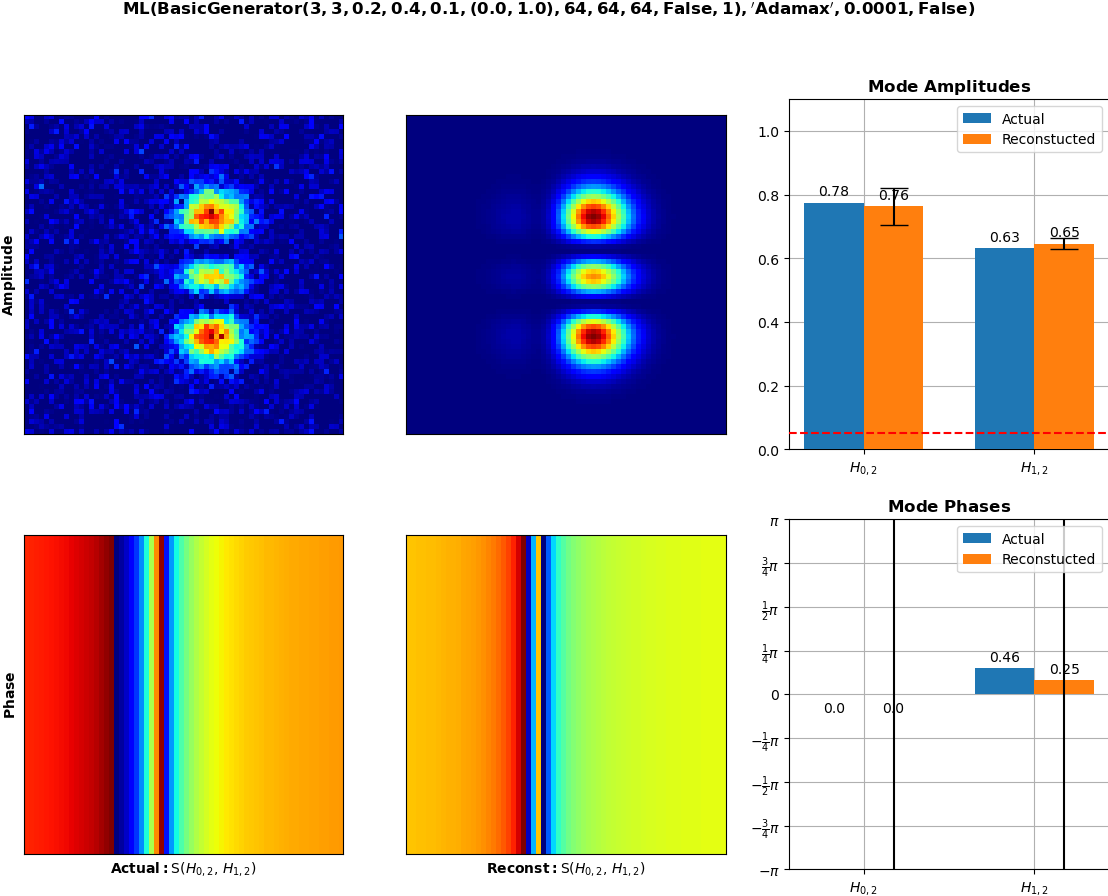 ML(BasicGenerator(3, 3, 0.2, 0.4, 0.1, (0.0, 1.0), 64, 64, 64, False, 1), 'Adamax', 0.0001, False)
Amplitude
Mode Amplitudes
Actual
Reconstucted
1.0
0.8
0.6
0.4
0.2
0.0
0.78
0.76
0.63
0.65
H0, 2
H1, 2
Phase
Actual: S(H0, 2, H1, 2)
Reconst: S(H0, 2, H1, 2)
Mode Phases
Actual
Reconstucted
π
3/4π
1/2π
1/4π
0
−1/4π
−1/2π
−3/4π
−π
0.0
0.0
0.46
0.25
H0, 2
H1, 2